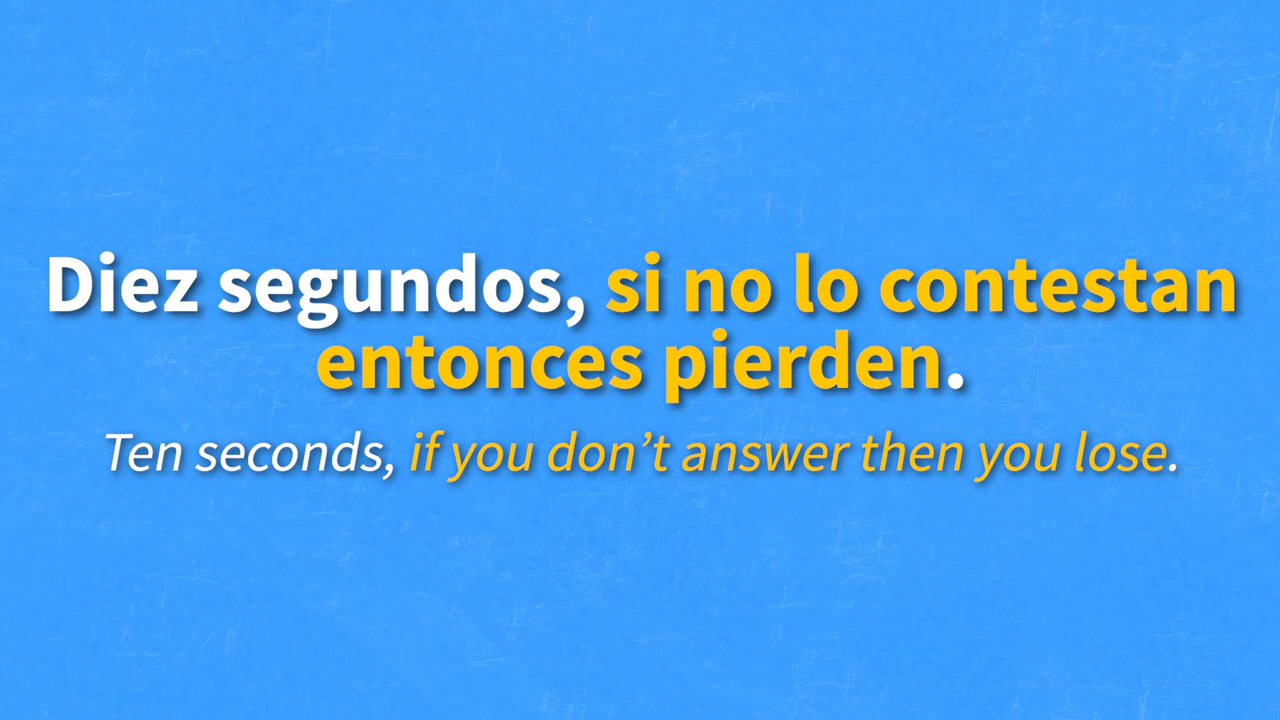 Diez segundos, si no lo contestan
entonces pierden.
Ten seconds, if you don’t answer then you lose.